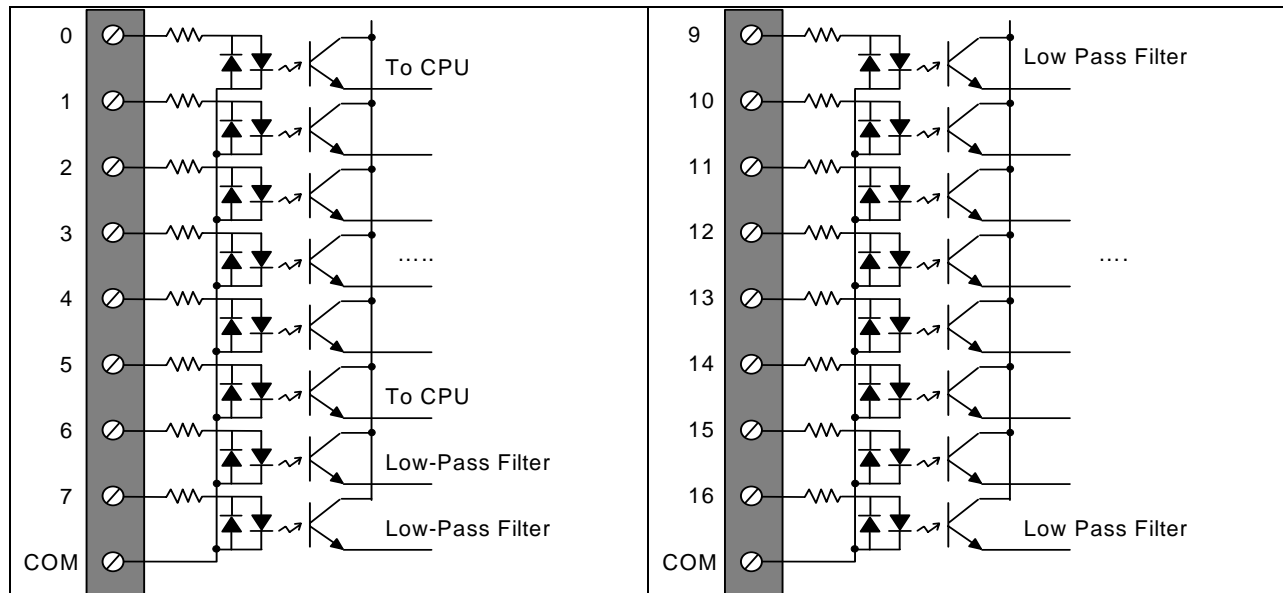 0
To CPU
1
2
3
.....
4
5
To CPU
6
Low-Pass Filter
7
Low-Pass Filter
COM
9
Low Pass Filter
10
11
12
....
13
14
15
16
Low Pass Filter
COM